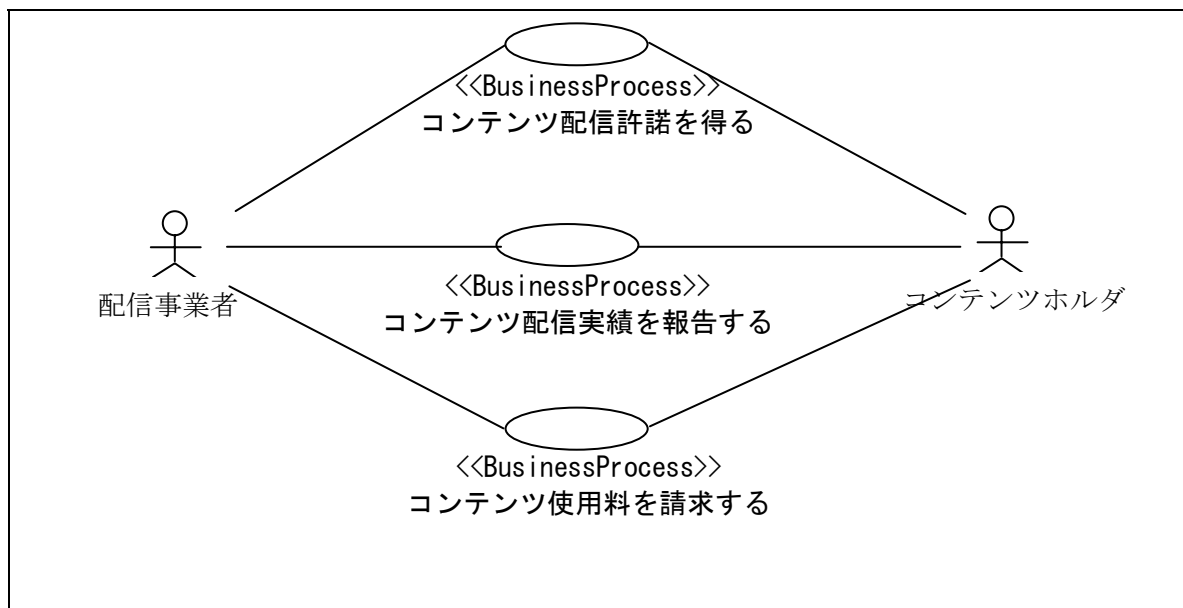 <<BusinessProcess>>
コンテンツ配信許諾を得る
配信事業者
<<BusinessProcess>>
コンテンツ配信実績を報告する
コンテンツホルダ
<<BusinessProcess>>
コンテンツ使用料を請求する